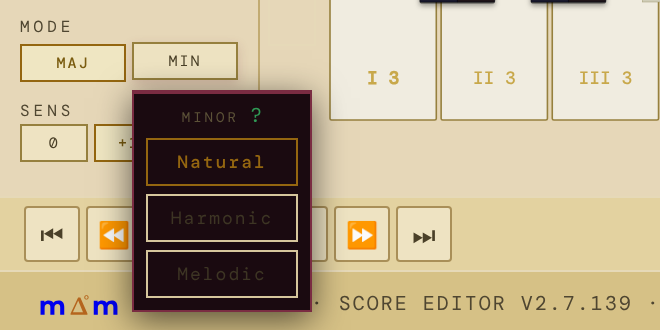 MODE
MAJ
MIN
I 3
II 3
III 3
SENS
0
MINOR ?
Natural
Harmonic
Melodic
m Δ° m
· SCORE EDITOR V2.7.139 ·